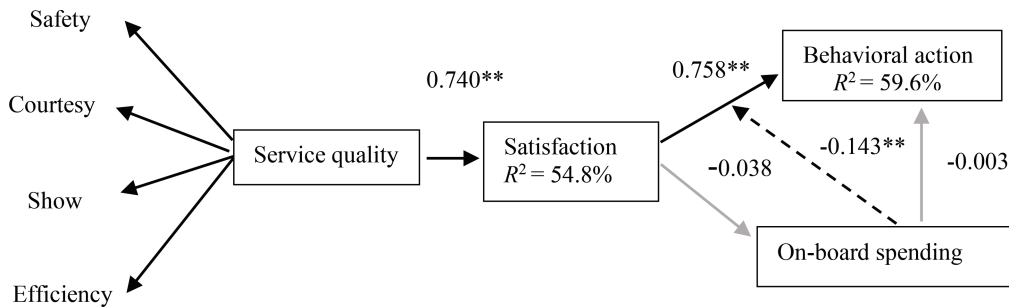 Safety
Courtesy
Show
Efficiency
Service quality
0.740**
Satisfaction
R² = 54.8%
0.758**
-0.038
Behavioral action
R² = 59.6%
-0.143**
-0.003
On-board spending